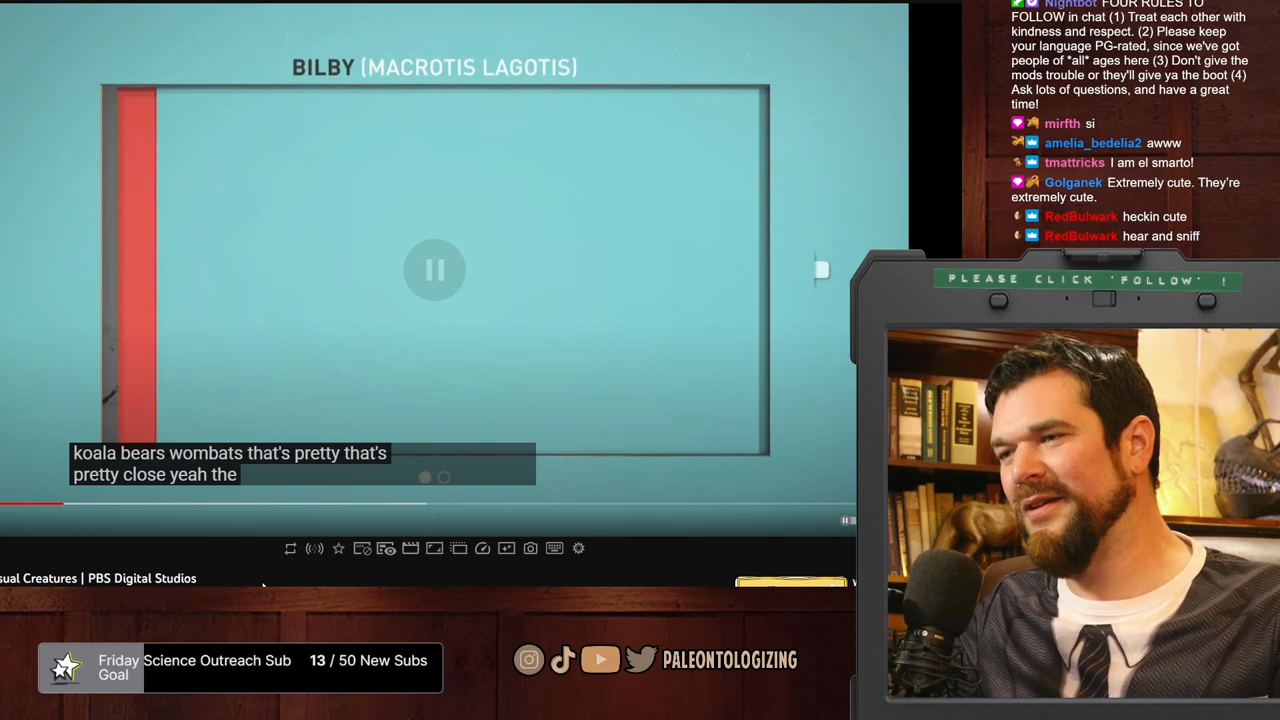 BILBY (MACROTIS LAGOTIS)
koala bears wombats that's pretty that's
pretty close yeah the
sual Creatures | PBS Digital Studios
Nightbot FOUR RULES TO
FOLLOW in chat (1) Treat each other with
kindness and respect. (2) Please keep
your language PG-rated, since we've got
people of *all* ages here (3) Don't give the
mods trouble or they'll give ya the boot (4)
Ask lots of questions, and have a great
time!
mirfth si
amelia_bedelia2 awww
tmattricks I am el smarto!
Golganek Extremely cute. They're
extremely cute.
RedBulwark heckin cute
RedBulwark hear and sniff
PLEASE CLICK 'FOLLOW' !
Friday Science Outreach Sub 13 / 50 New Subs
Goal
PALEONTOLOGIZING